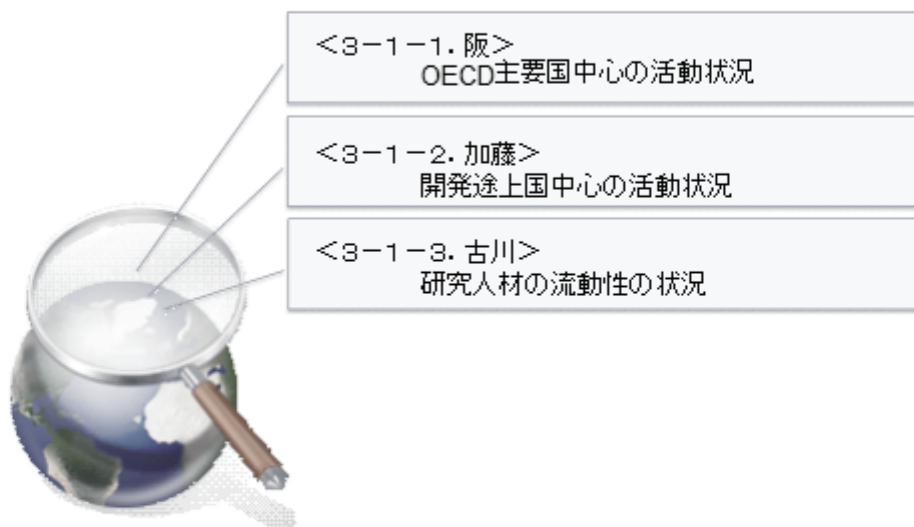 ＜３－１－１．阪＞
OECD主要国中心の活動状況
＜３－１－２．加藤＞
開発途上国中心の活動状況
＜３－１－３．古川＞
研究人材の流動性の状況